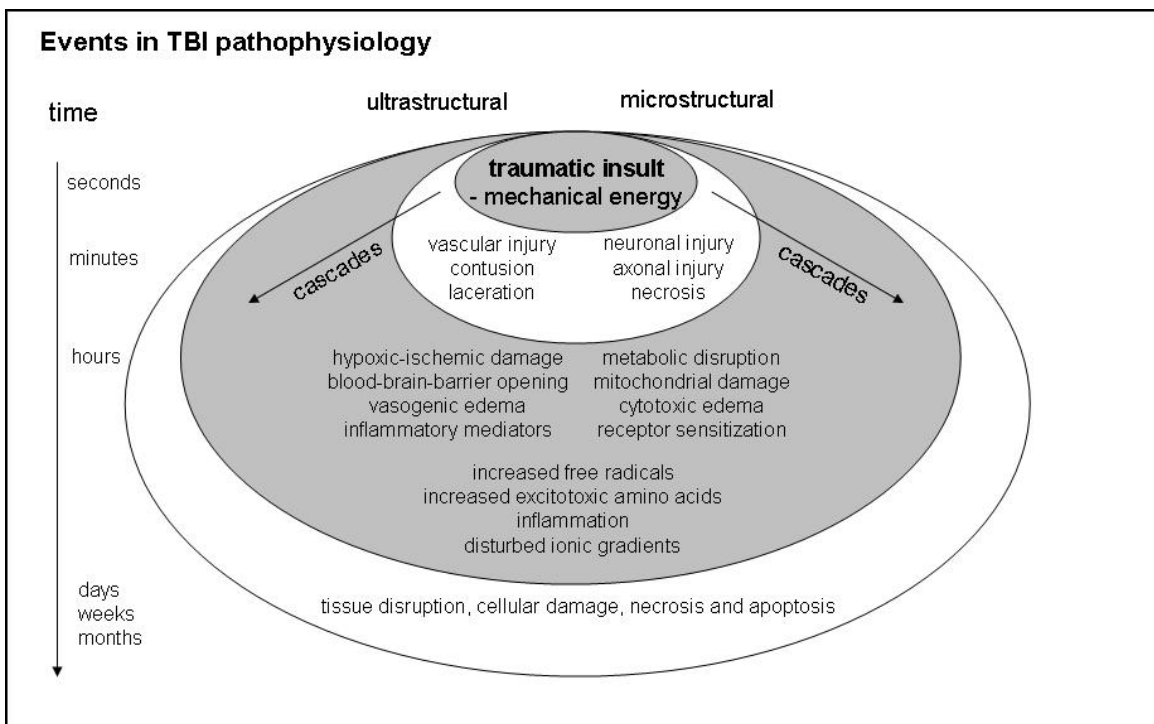 Events in TBI pathophysiology
ultrastructural
microstructural
time
traumatic insult
- mechanical energy
seconds
minutes
cascades
vascular injury
contusion
laceration
neuronal injury
axonal injury
necrosis
cascades
hours
hypoxic-ischemic damage
blood-brain-barrier opening
vasogenic edema
inflammatory mediators
metabolic disruption
mitochondrial damage
cytotoxic edema
receptor sensitization
increased free radicals
increased excitotoxic amino acids
inflammation
disturbed ionic gradients
days
weeks
months
tissue disruption, cellular damage, necrosis and apoptosis